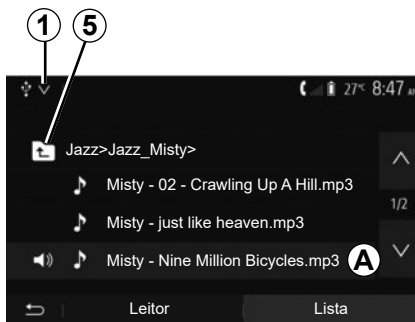 1 5
27°C 8:47 AM
Jazz>Jazz_Misty>
Misty - 02 - Crawling Up A Hill.mp3
1/2
Misty - just like heaven.mp3
Misty - Nine Million Bicycles.mp3 A
Leitor Lista